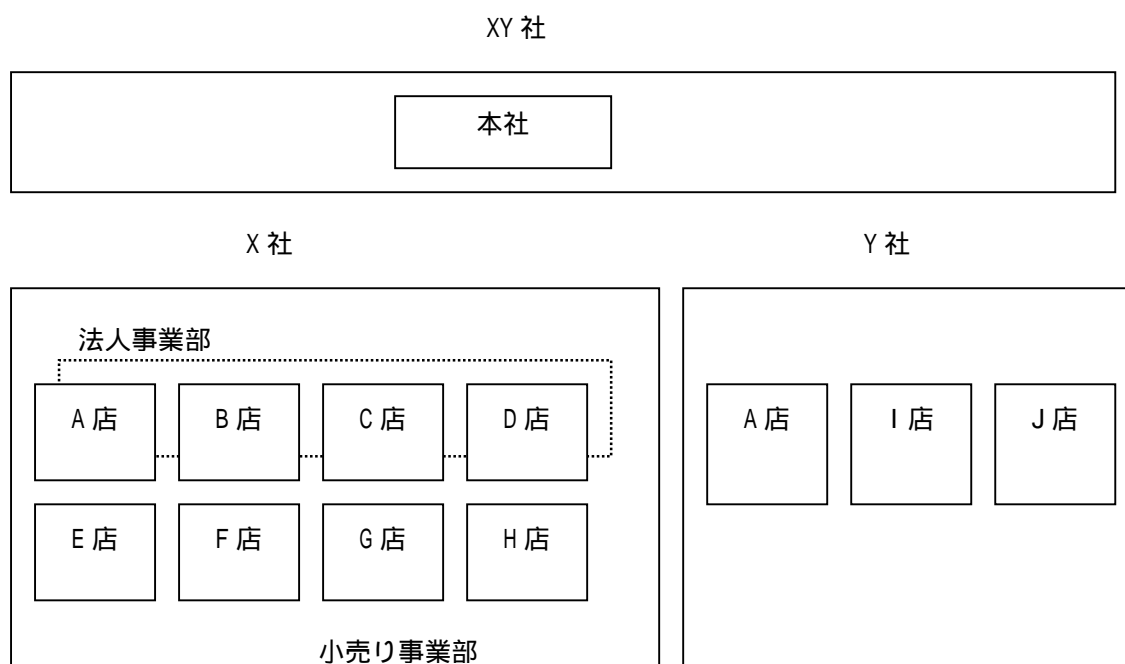 XY 社
本社
X 社
Y 社
法人事業部
A 店
B 店
C 店
D 店
A 店
I 店
J 店
E 店
F 店
G 店
H 店
小売り事業部